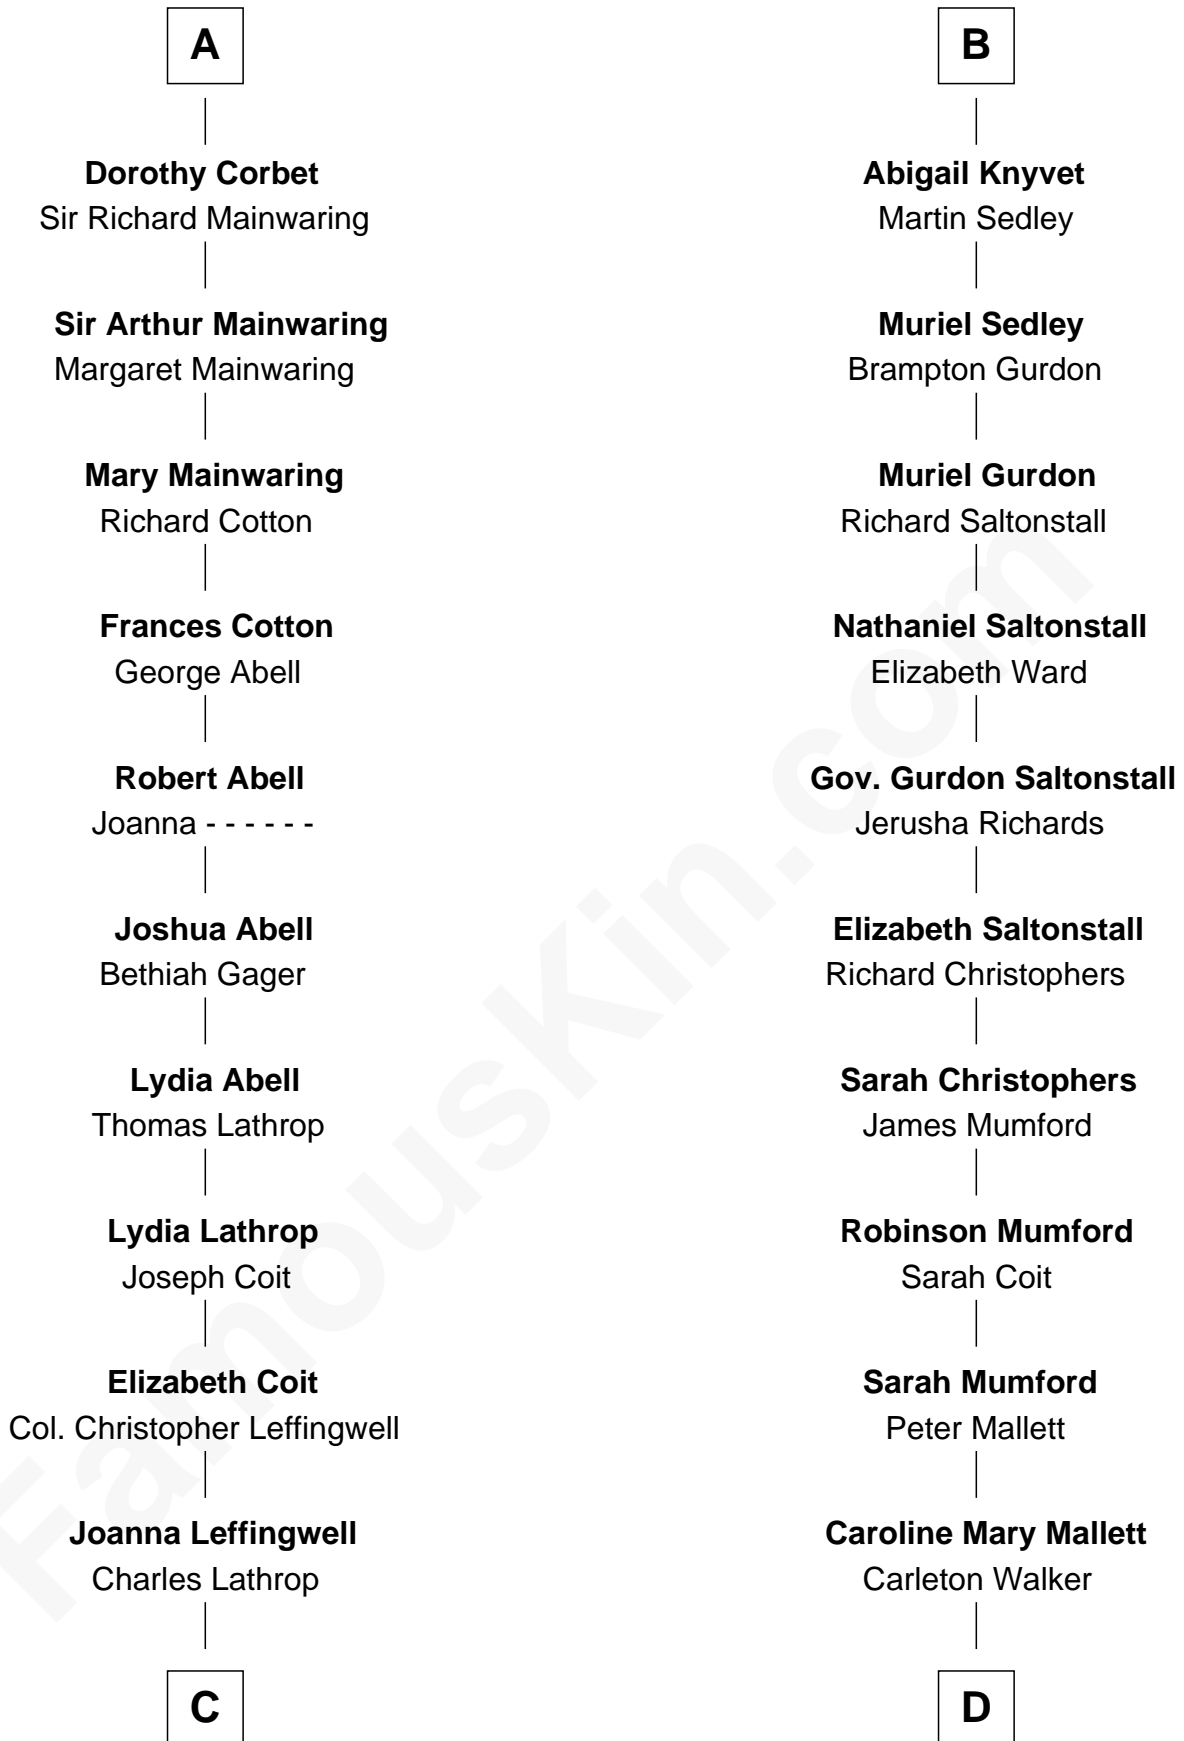 A
Dorothy Corbet
Sir Richard Mainwaring
Sir Arthur Mainwaring
Margaret Mainwaring
Mary Mainwaring
Richard Cotton
Frances Cotton
George Abell
Robert Abell
Joanna - - - - - -
Joshua Abell
Bethiah Gager
Lydia Abell
Thomas Lathrop
Lydia Lathrop
Joseph Coit
Elizabeth Coit
Col. Christopher Leffingwell
Joanna Leffingwell
Charles Lathrop
C
B
Abigail Knyvet
Martin Sedley
Muriel Sedley
Brampton Gurdon
Muriel Gurdon
Richard Saltonstall
Nathaniel Saltonstall
Elizabeth Ward
Gov. Gurdon Saltonstall
Jerusha Richards
Elizabeth Saltonstall
Richard Christophers
Sarah Christophers
James Mumford
Robinson Mumford
Sarah Coit
Sarah Mumford
Peter Mallett
Caroline Mary Mallett
Carleton Walker
D
FamousKin.com